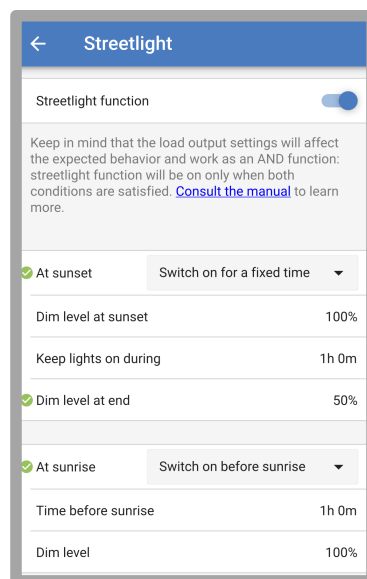 Streetlight
Streetlight function
Keep in mind that the load output settings will affect
the expected behavior and work as an AND function:
streetlight function will be on only when both
conditions are satisfied. Consult the manual to learn
more.
At sunset Switch on for a fixed time
Dim level at sunset 100%
Keep lights on during 1h 0m
Dim level at end 50%
At sunrise Switch on before sunrise
Time before sunrise 1h 0m
Dim level 100%